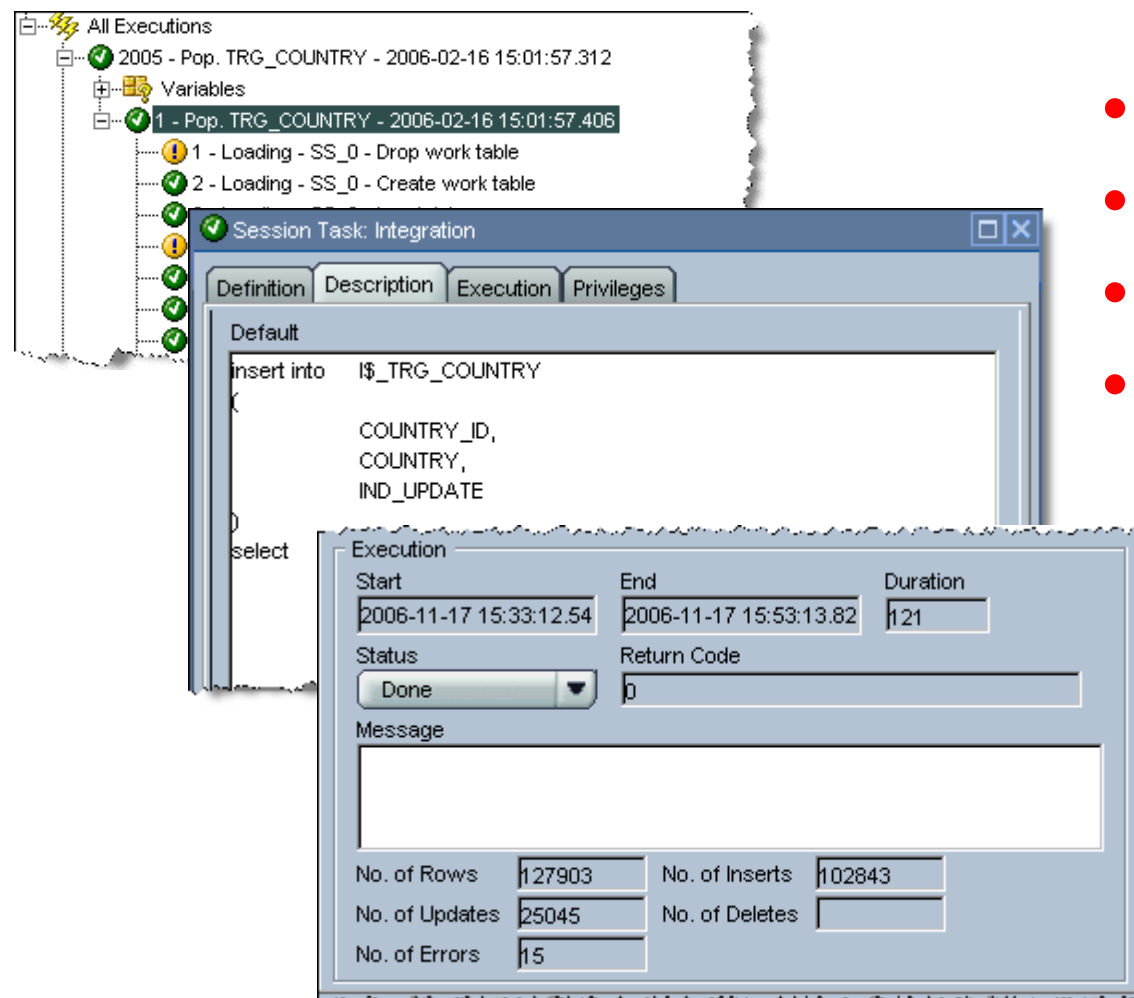 All Executions
2005 - Pop. TRG_COUNTRY - 2006-02-16 15:01:57.312
Variables
1 - Pop. TRG_COUNTRY - 2006-02-16 15:01:57.406
1 - Loading - SS_0 - Drop work table
2 - Loading - SS_0 - Create work table
Session Task: Integration
Definition Description Execution Privileges
Default
insert into I$_TRG_COUNTRY
(
COUNTRY_ID,
COUNTRY,
IND_UPDATE
)
select
Execution
Start End Duration
2006-11-17 15:33:12.54 2006-11-17 15:53:13.82 121
Status Return Code
Done 0
Message
No. of Rows 127903 No. of Inserts 102843
No. of Updates 25045 No. of Deletes
No. of Errors 15